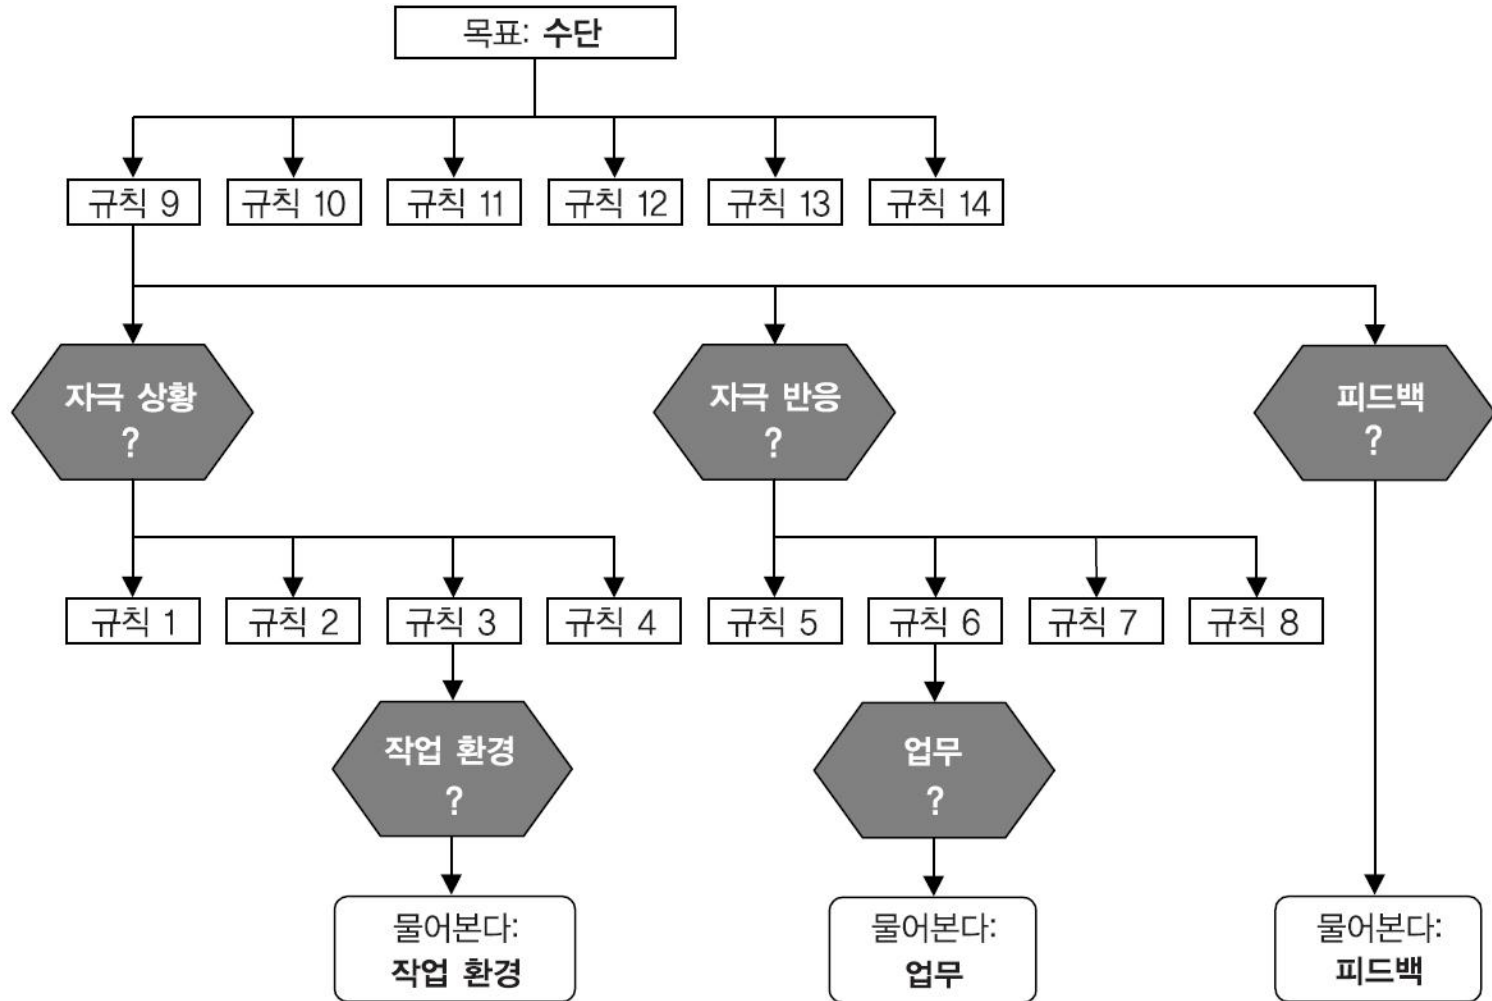 목표: 수단
규칙 9
규칙 10
규칙 11
규칙 12
규칙 13
규칙 14
자극 상황
?
자극 반응
?
피드백
?
규칙 1
규칙 2
규칙 3
규칙 4
규칙 5
규칙 6
규칙 7
규칙 8
작업 환경
?
업무
?
물어본다:
작업 환경
물어본다:
업무
물어본다:
피드백